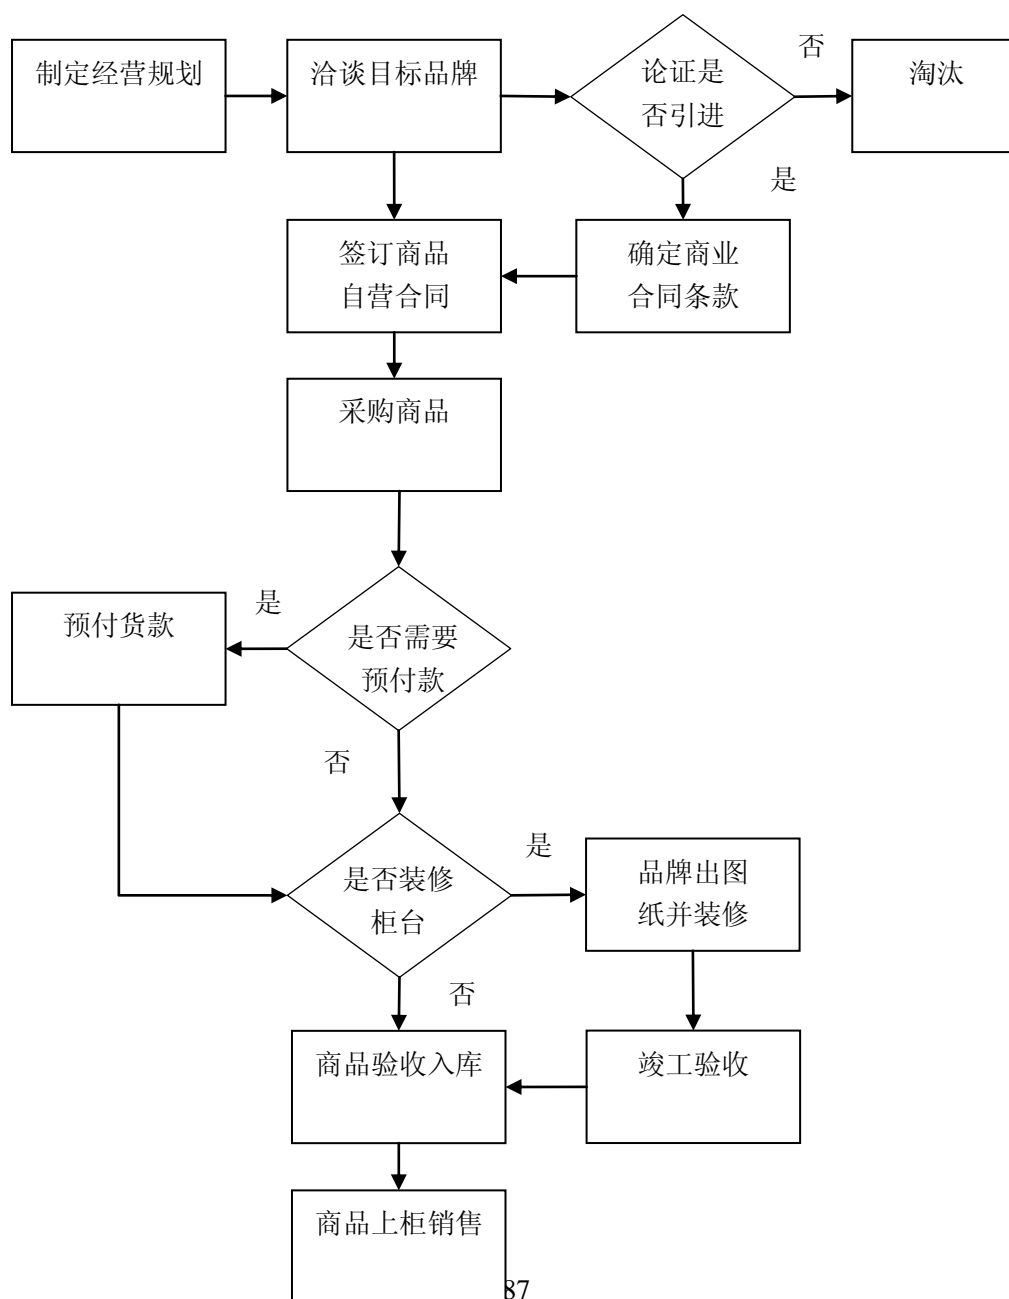 制定经营规划
洽谈目标品牌
论证是
否引进
否
淘汰
是
签订商品
自营合同
确定商业
合同条款
采购商品
是
预付货款
是否需要
预付款
否
是
是否装修
柜台
品牌出图
纸并装修
否
商品验收入库
竣工验收
商品上柜销售
87